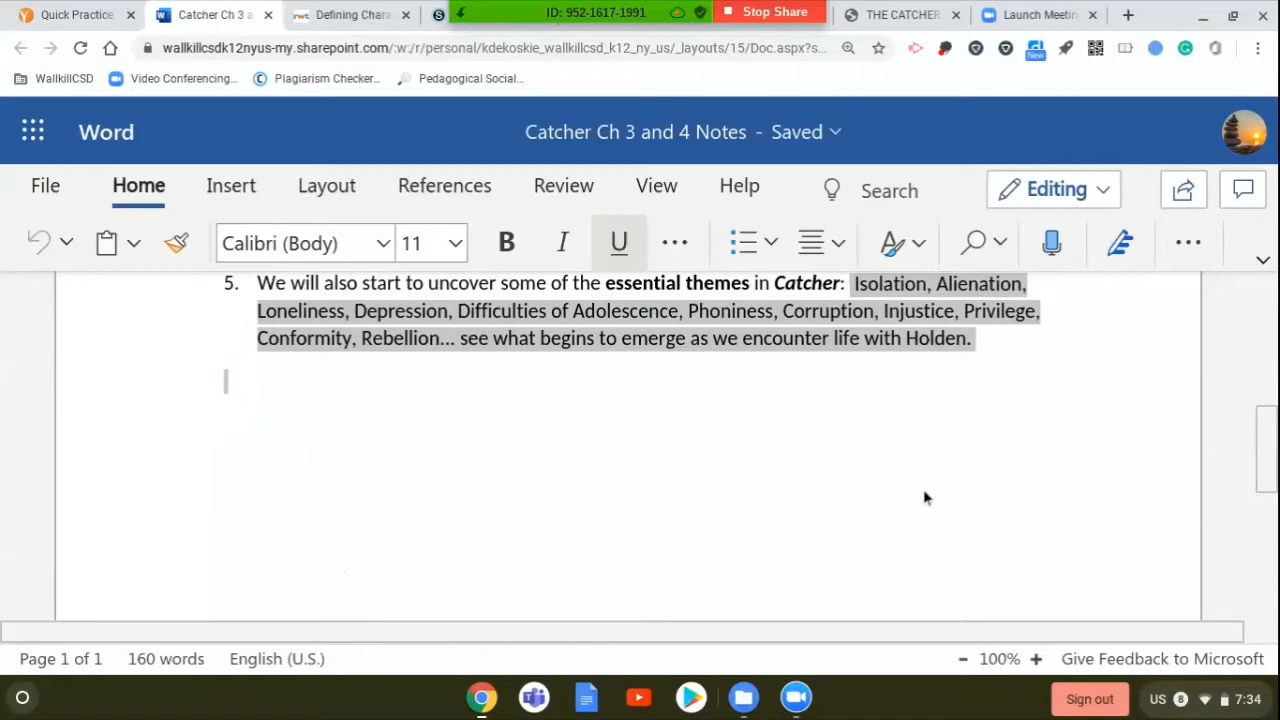 Quick Practice,
Catcher Ch 3 a
Defining Chara
ID: 952-1617-1991
Stop Share
THE CATCHER
Launch Meetin
wallkillcsdk12nyus-my.sharepoint.com/:w:/r/personal/kdekoskie_wallkillcsd_k12_ny_us/_layouts/15/Doc.aspx?s...
New
WallkillCSD
Video Conferencing...
Plagiarism Checker...
Pedagogical Social...
Word
Catcher Ch 3 and 4 Notes - Saved
File
Home
Insert
Layout
References
Review
View
Help
Search
Editing
Calibri (Body)
11
B
I
U
5. We will also start to uncover some of the essential themes in Catcher: Isolation, Alienation,
Loneliness, Depression, Difficulties of Adolescence, Phoniness, Corruption, Injustice, Privilege,
Conformity, Rebellion... see what begins to emerge as we encounter life with Holden.
Page 1 of 1
160 words
English (U.S.)
- 100% +
Give Feedback to Microsoft
Sign out
US
8
7:34